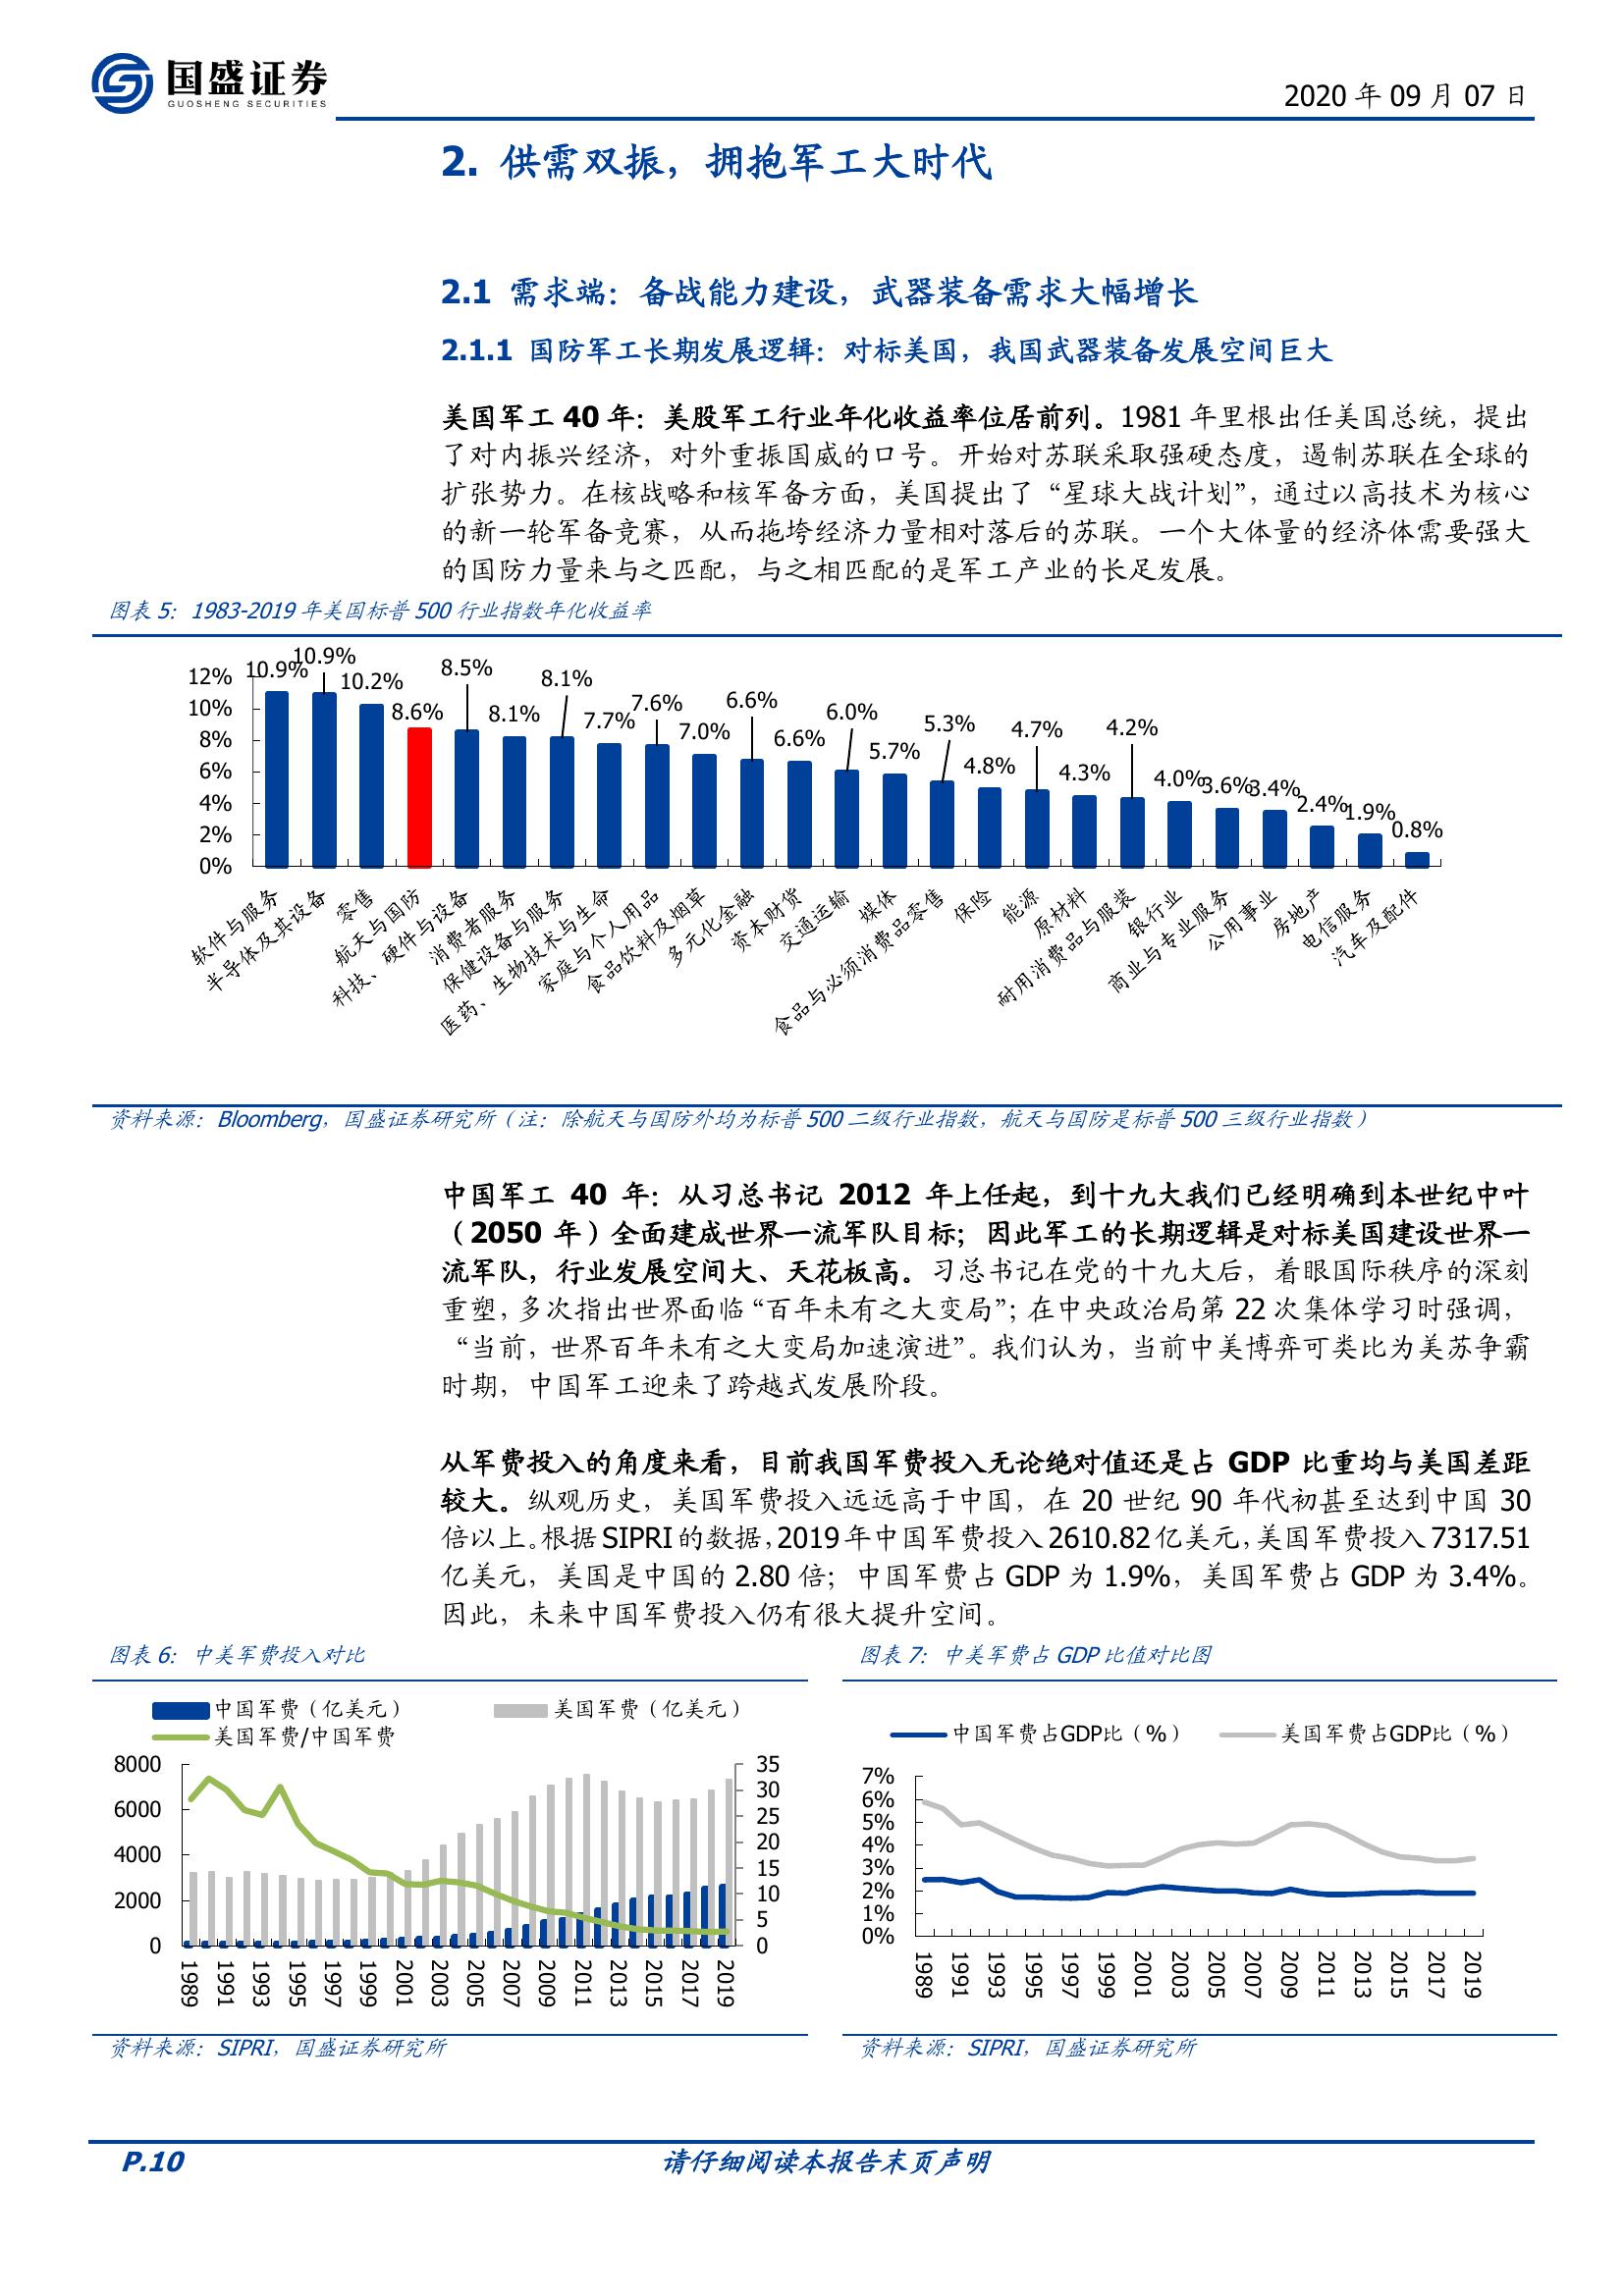 国盛证券
GUOSHENG SECURITIES
2020 年 09 月 07 日
2. 供需双振，拥抱军工大时代
2.1 需求端：备战能力建设，武器装备需求大幅增长
2.1.1 国防军工长期发展逻辑：对标美国，我国武器装备发展空间巨大
美国军工 40 年：美股军工行业年化收益率位居前列。1981 年里根出任美国总统，提出
了对内振兴经济，对外重振国威的口号。开始对苏联采取强硬态度，遏制苏联在全球的
扩张势力。在核战略和核军备方面，美国提出了“星球大战计划”，通过以高技术为核心
的新一轮军备竞赛，从而拖垮经济力量相对落后的苏联。一个大体量的经济体需要强大
的国防力量来与之匹配，与之相匹配的是军工产业的长足发展。
图表 5：1983-2019 年美国标普 500 行业指数年化收益率
12%
10%
8%
6%
4%
2%
0%
10.9%
10.9%
10.2%
8.6%
8.5%
8.1%
8.1%
7.7%
7.6%
7.0%
6.6%
6.6%
6.0%
5.7%
5.3%
4.8%
4.7%
4.3%
4.2%
4.0%
3.6%
3.4%
2.4%
1.9%
0.8%
软件与服务
半导体及其设备
零售
航天与国防
科技、硬件与设备
消费者服务
保健设备与服务
医药、生物技术与生命
家庭与个人用品
食品饮料及烟草
多元化金融
资本财货
交通运输
媒体
食品与必须消费品零售
保险
能源
原材料
耐用消费品与服装
银行业
商业与专业服务
公用事业
房地产
电信服务
汽车及配件
资料来源：Bloomberg，国盛证券研究所（注：除航天与国防外均为标普 500 二级行业指数，航天与国防是标普 500 三级行业指数）
中国军工 40 年：从习总书记 2012 年上任起，到十九大我们已经明确到本世纪中叶
（2050 年）全面建成世界一流军队目标；因此军工的长期逻辑是对标美国建设世界一
流军队，行业发展空间大、天花板高。习总书记在党的十九大后，着眼国际秩序的深刻
重塑，多次指出世界面临“百年未有之大变局”；在中央政治局第 22 次集体学习时强调，
“当前，世界百年未有之大变局加速演进”。我们认为，当前中美博弈可类比为美苏争霸
时期，中国军工迎来了跨越式发展阶段。
从军费投入的角度来看，目前我国军费投入无论绝对值还是占 GDP 比重均与美国差距
较大。纵观历史，美国军费投入远远高于中国，在 20 世纪 90 年代初甚至达到中国 30
倍以上。根据 SIPRI 的数据，2019 年中国军费投入 2610.82 亿美元，美国军费投入 7317.51
亿美元，美国是中国的 2.80 倍；中国军费占 GDP 为 1.9%，美国军费占 GDP 为 3.4%。
因此，未来中国军费投入仍有很大提升空间。
图表 6：中美军费投入对比
中国军费（亿美元）
美国军费（亿美元）
美国军费/中国军费
8000
6000
4000
2000
0
35
30
25
20
15
10
5
0
1989
1991
1993
1995
1997
1999
2001
2003
2005
2007
2009
2011
2013
2015
2017
2019
资料来源：SIPRI，国盛证券研究所
图表 7：中美军费占 GDP 比值对比图
中国军费占GDP比（%）
美国军费占GDP比（%）
7%
6%
5%
4%
3%
2%
1%
0%
1989
1991
1993
1995
1997
1999
2001
2003
2005
2007
2009
2011
2013
2015
2017
2019
资料来源：SIPRI，国盛证券研究所
P.10
请仔细阅读本报告末页声明